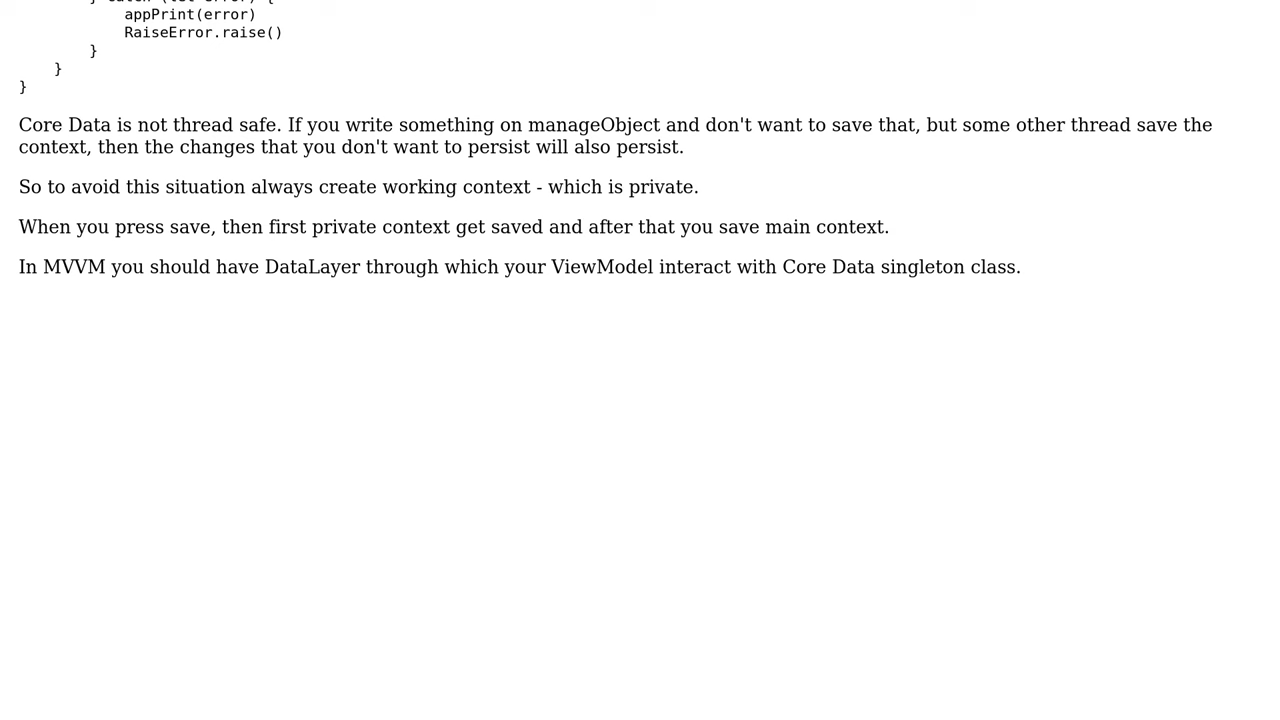 appPrint(error)
RaiseError.raise()
}
}
}
Core Data is not thread safe. If you write something on manageObject and don't want to save that, but some other thread save the
context, then the changes that you don't want to persist will also persist.
So to avoid this situation always create working context - which is private.
When you press save, then first private context get saved and after that you save main context.
In MVVM you should have DataLayer through which your ViewModel interact with Core Data singleton class.